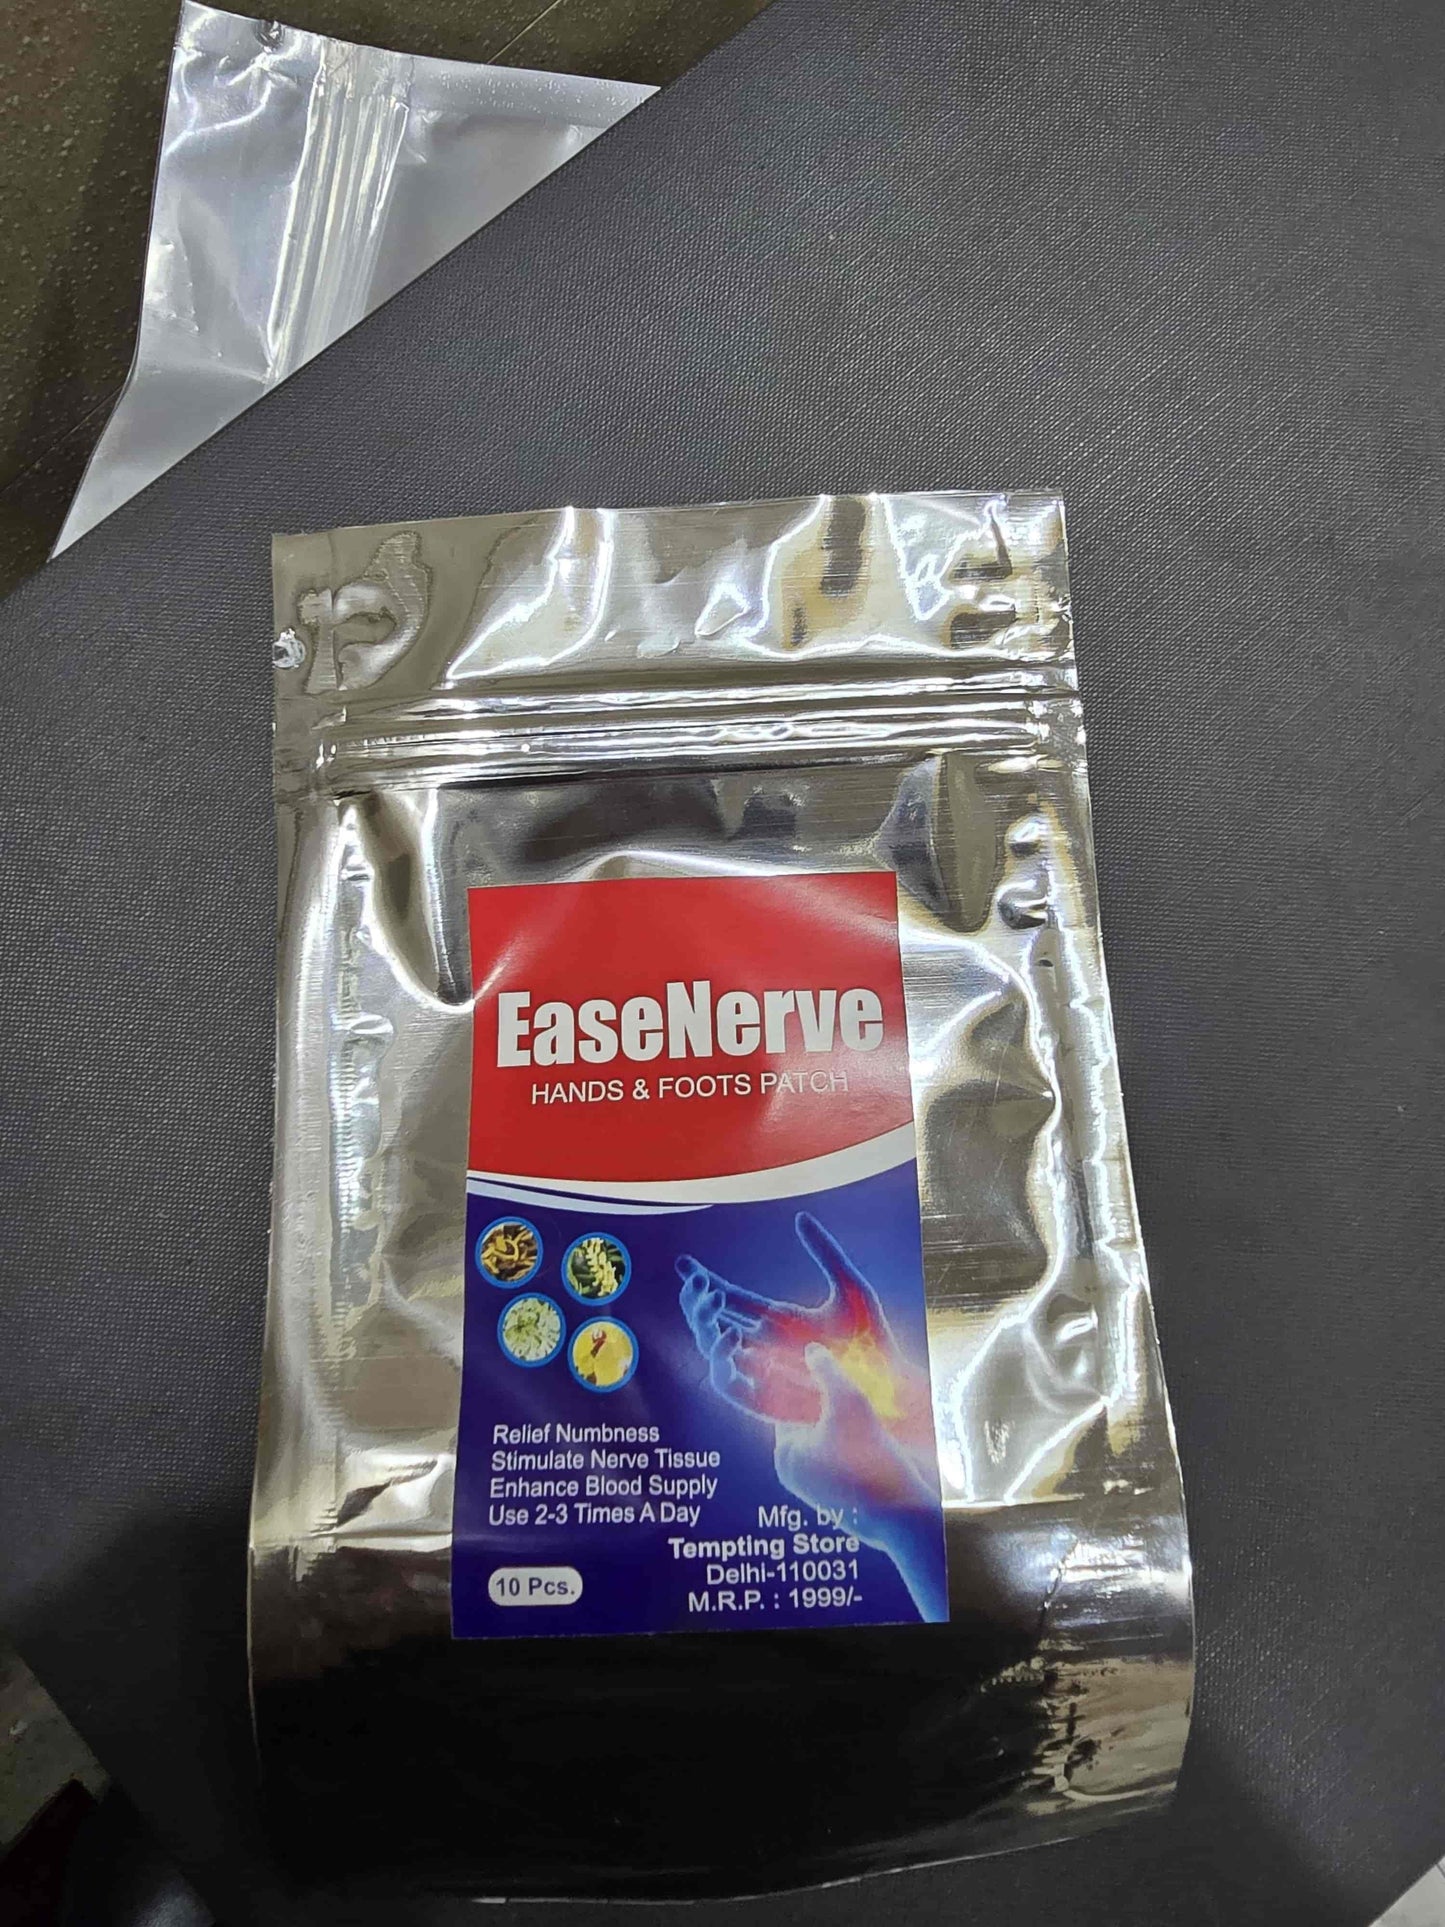 EaseNerve
HANDS & FOOTS PATCH
Relief Numbness
Stimulate Nerve Tissue
Enhance Blood Supply
Use 2-3 Times A Day
10 Pcs.
Mfg. by :
Tempting Store
Delhi-110031
M.R.P. : 1999/-